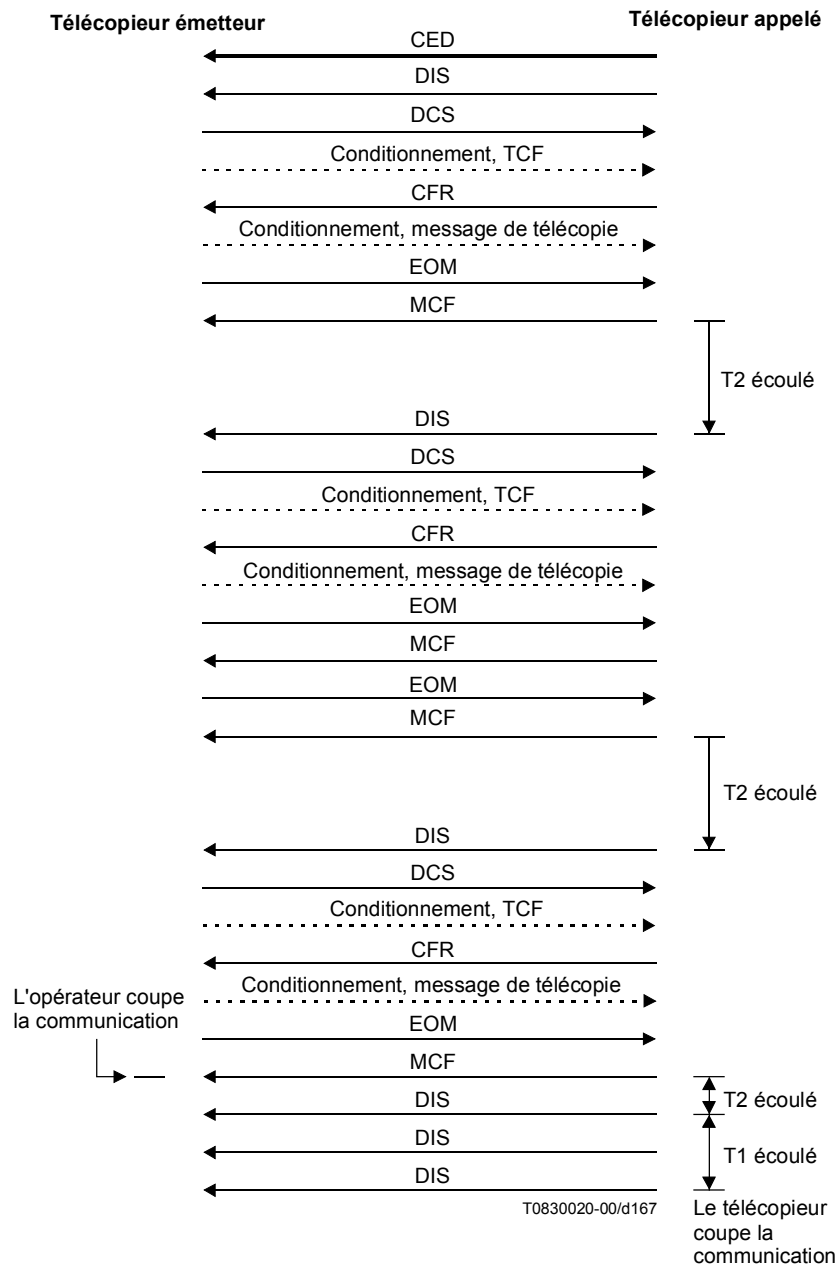 Télécopieur émetteur
Télécopieur appelé
CED
DIS
DCS
Conditionnement, TCF
CFR
Conditionnement, message de télécopie
EOM
MCF
T2 écoulé
DIS
DCS
Conditionnement, TCF
CFR
Conditionnement, message de télécopie
EOM
MCF
EOM
MCF
T2 écoulé
DIS
DCS
Conditionnement, TCF
CFR
Conditionnement, message de télécopie
L'opérateur coupe
la communication
EOM
MCF
T2 écoulé
DIS
DIS
T1 écoulé
DIS
T0830020-00/d167
Le télécopieur
coupe la
communication